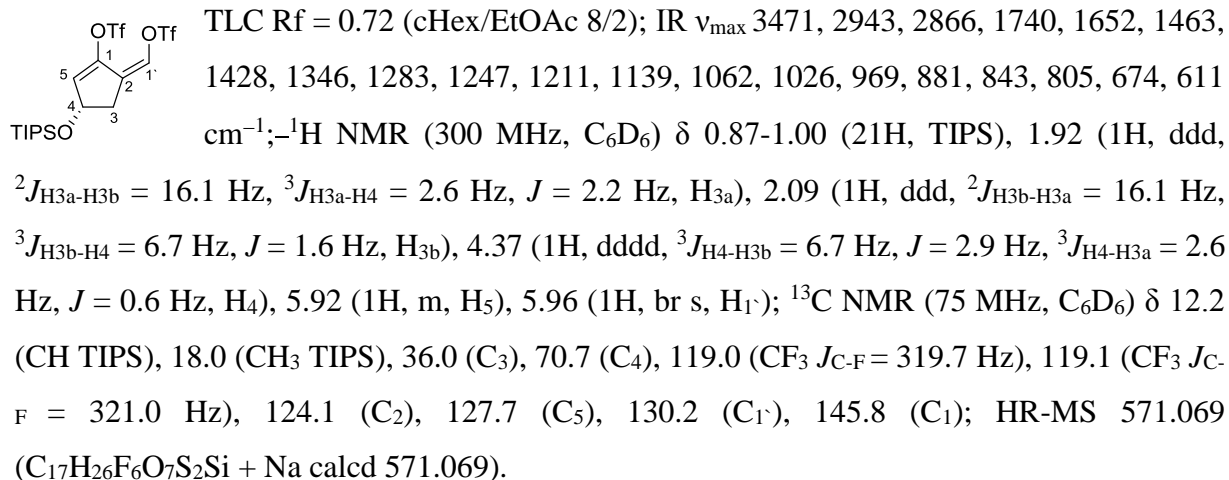 OTf OTf
1
5 2 1`
4 3
TIPSO
TLC Rf = 0.72 (cHex/EtOAc 8/2); IR νmax 3471, 2943, 2866, 1740, 1652, 1463,
1428, 1346, 1283, 1247, 1211, 1139, 1062, 1026, 969, 881, 843, 805, 674, 611
cm⁻¹;–¹H NMR (300 MHz, C₆D₆) δ 0.87-1.00 (21H, TIPS), 1.92 (1H, ddd,
²J_H3a-H3b = 16.1 Hz, ³J_H3a-H4 = 2.6 Hz, J = 2.2 Hz, H3a), 2.09 (1H, ddd, ²J_H3b-H3a = 16.1 Hz,
³J_H3b-H4 = 6.7 Hz, J = 1.6 Hz, H3b), 4.37 (1H, dddd, ³J_H4-H3b = 6.7 Hz, J = 2.9 Hz, ³J_H4-H3a = 2.6
Hz, J = 0.6 Hz, H₄), 5.92 (1H, m, H₅), 5.96 (1H, br s, H₁`); ¹³C NMR (75 MHz, C₆D₆) δ 12.2
(CH TIPS), 18.0 (CH₃ TIPS), 36.0 (C₃), 70.7 (C₄), 119.0 (CF₃ J_C-F = 319.7 Hz), 119.1 (CF₃ J_C-
F = 321.0 Hz), 124.1 (C₂), 127.7 (C₅), 130.2 (C₁`), 145.8 (C₁); HR-MS 571.069
(C₁₇H₂₆F₆O₇S₂Si + Na calcd 571.069).